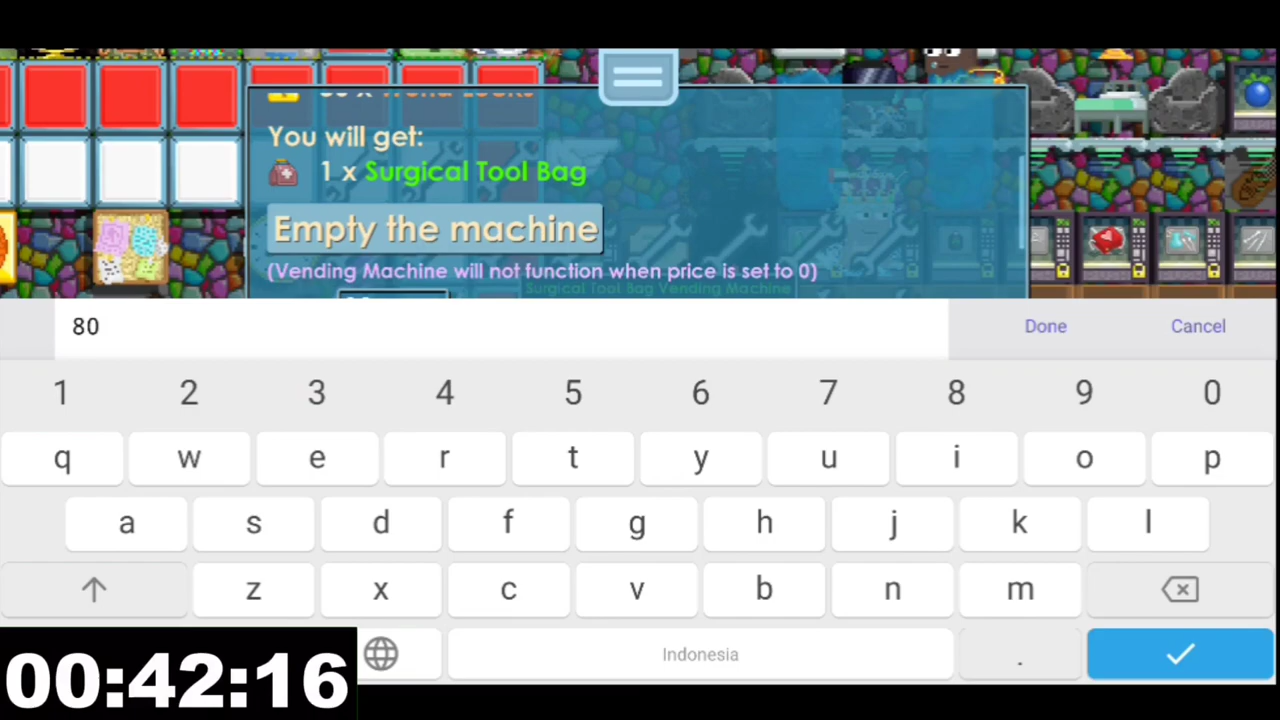 You will get:
1 x Surgical Tool Bag
Empty the machine
(Vending Machine will not function when price is set to 0)
Surgical Tool Bag Vending Machine
80
Done
Cancel
1 2 3 4 5 6 7 8 9 0
q w e r t y u i o p
a s d f g h j k l
z x c v b n m
Indonesia
.
00:42:16